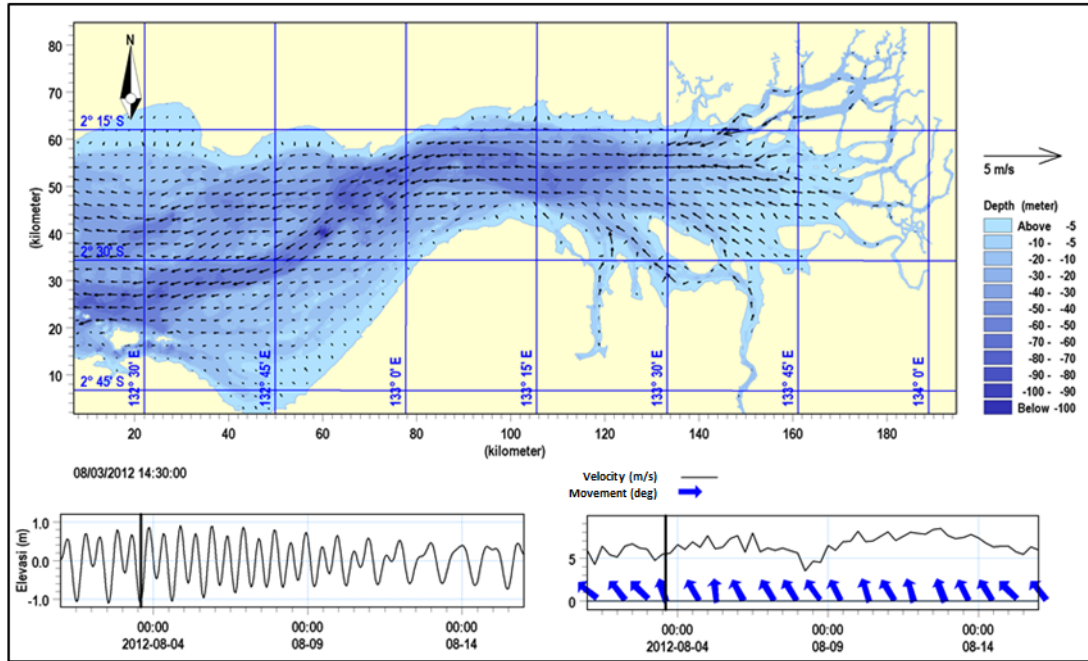 N
80
70
60
50
40
30
20
10
(kilometer)
2° 15' S
2° 30' S
2° 45' S
132° 30' E
132° 45' E
133° 0' E
133° 15' E
133° 30' E
133° 45' E
134° 0' E
20 40 60 80 100 120 140 160 180
(kilometer)
5 m/s
Depth (meter)
Above -5
-10 - -5
-20 - -10
-30 - -20
-40 - -30
-50 - -40
-60 - -50
-70 - -60
-80 - -70
-90 - -80
-100 - -90
Below -100
08/03/2012 14:30:00
Velocity (m/s)
Movement (deg)
Elevasi (m)
1.0
0.0
-1.0
00:00 00:00 00:00
2012-08-04 08-09 08-14
5
0
00:00 00:00 00:00
2012-08-04 08-09 08-14